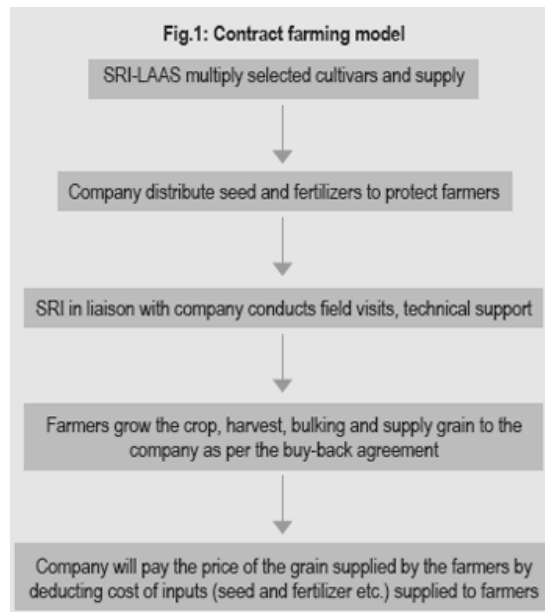 Fig.1: Contract farming model
SRI-LAAS multiply selected cultivars and supply
Company distribute seed and fertilizers to protect farmers
SRI in liaison with company conducts field visits, technical support
Farmers grow the crop, harvest, bulking and supply grain to the
company as per the buy-back agreement
Company will pay the price of the grain supplied by the farmers by
deducting cost of inputs (seed and fertilizer etc.) supplied to farmers